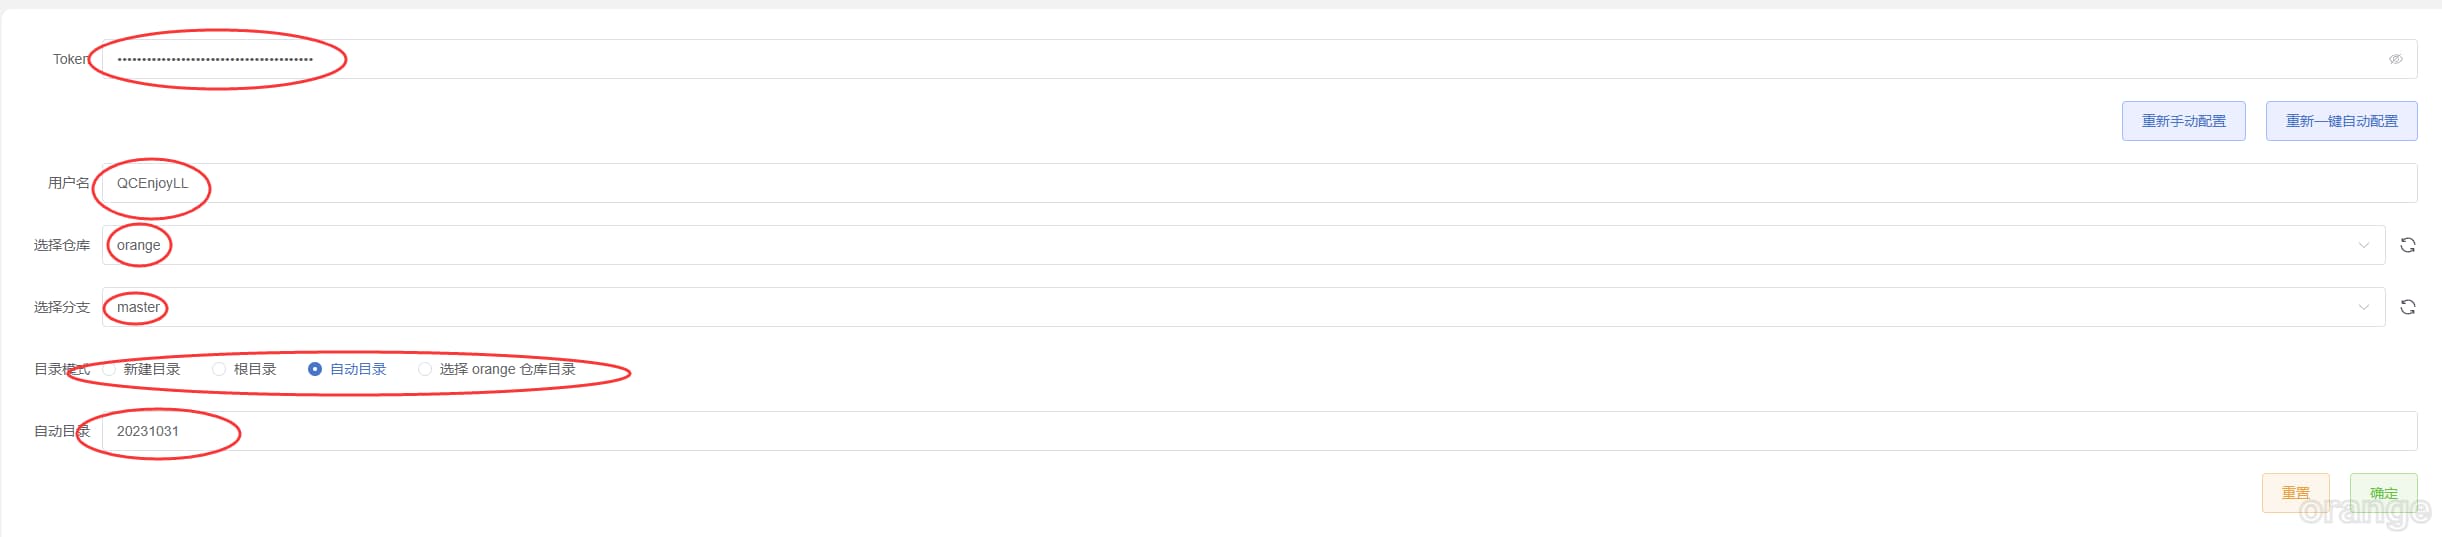 Token ••••••••••••••••••••••••••••••••••••••••
重新手动配置 重新一键自动配置
用户名 QCEnjoyLL
选择仓库 orange
选择分支 master
目录模式 新建目录 根目录 自动目录 选择 orange 仓库目录
自动目录 20231031
重置 确定
orange